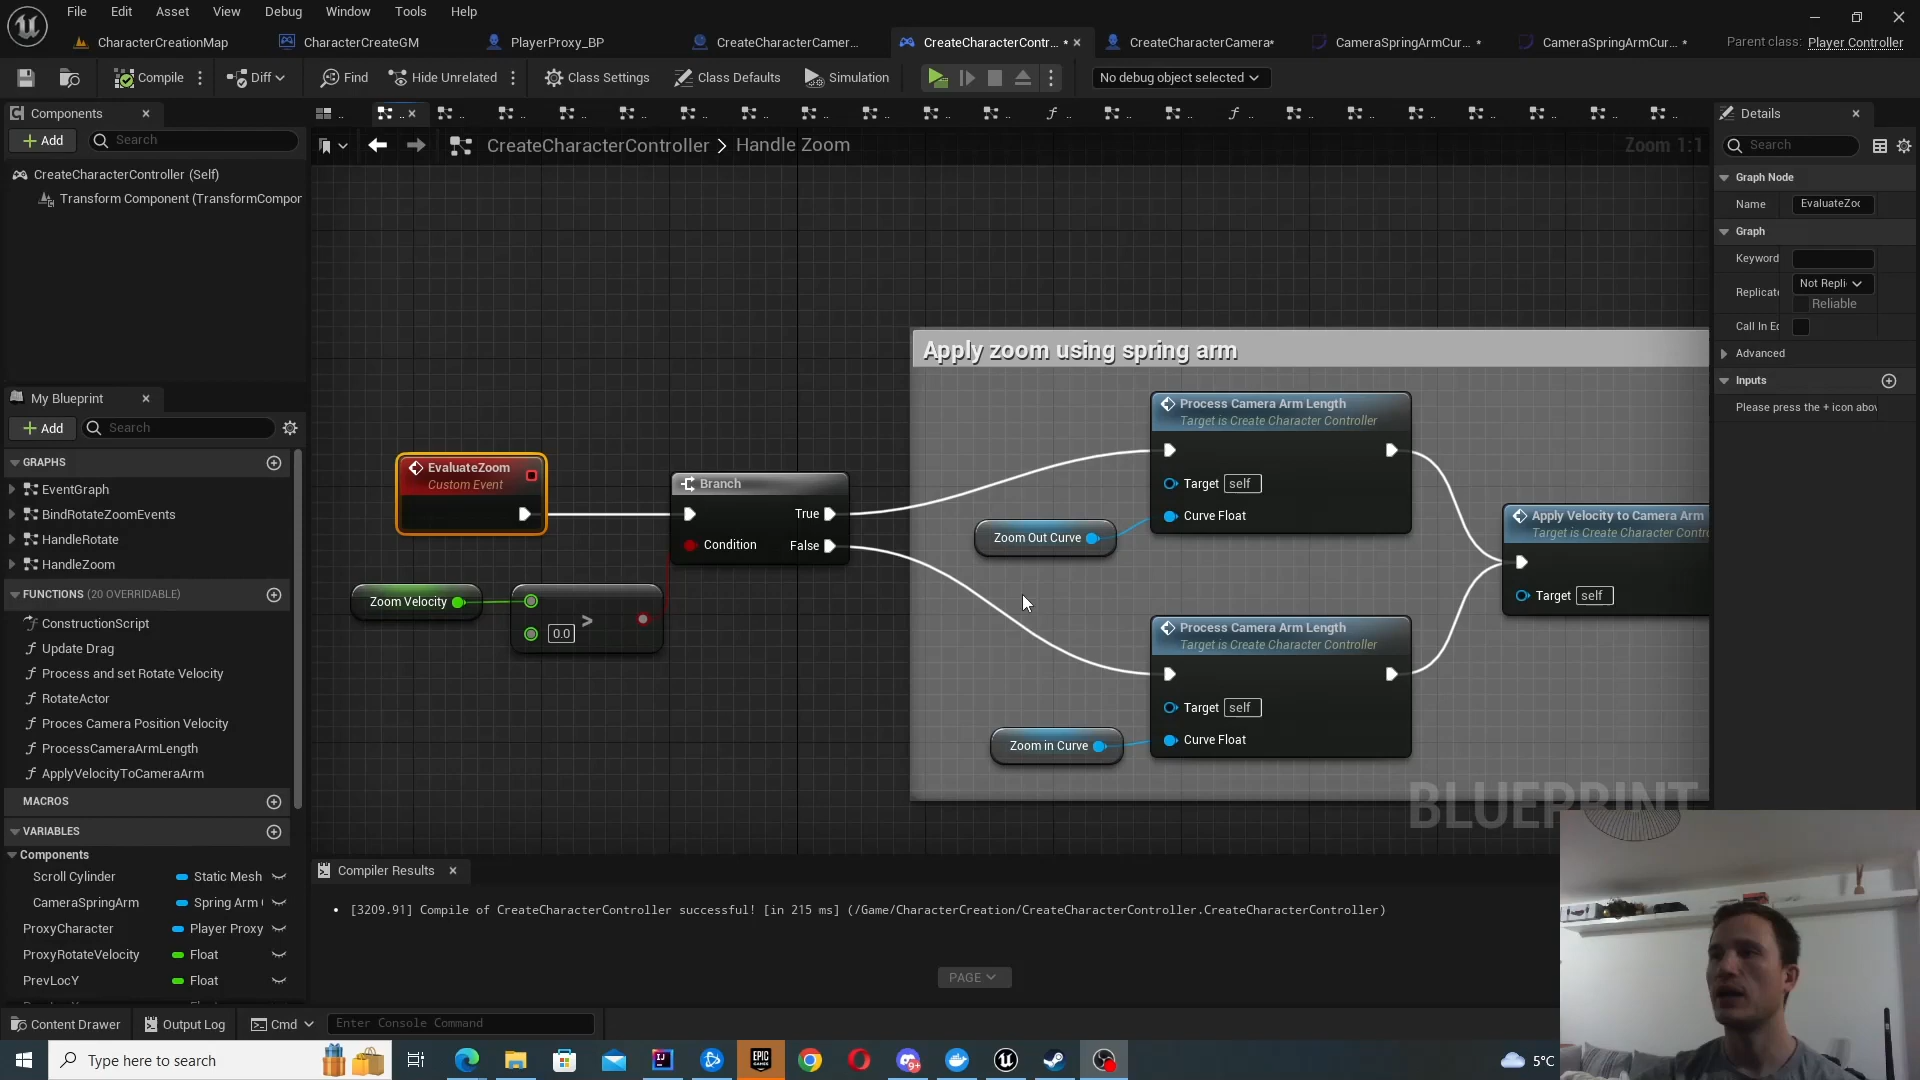 File Edit Asset View Debug Window Tools Help
CharacterCreationMap CharacterCreateGM PlayerProxy_BP CreateCharacterCamer... CreateCharacterContr... * CreateCharacterCamera* CameraSpringArmCur... * CameraSpringArmCur... * Parent class: Player Controller
Compile Diff Find Hide Unrelated Class Settings Class Defaults Simulation No debug object selected
Components
Details
Add Search
CreateCharacterController > Handle Zoom
Zoom 1:1
Search
CreateCharacterController (Self)
Transform Component (TransformCompor
Graph Node
Name EvaluateZoc
Graph
Keyword
Replicate Not Repli
Reliable
Call In Ec
Advanced
Inputs
Please press the + icon abov
Apply zoom using spring arm
Process Camera Arm Length
Target is Create Character Controller
Target self
Curve Float
Zoom Out Curve
EvaluateZoom
Custom Event
Branch
True
Condition False
Zoom Velocity
0.0 >
Apply Velocity to Camera Arm
Target is Create Character Contro
Target self
Process Camera Arm Length
Target is Create Character Controller
Target self
Curve Float
Zoom in Curve
BLUEPRINT
My Blueprint
Add Search
GRAPHS
EventGraph
BindRotateZoomEvents
HandleRotate
HandleZoom
FUNCTIONS (20 OVERRIDABLE)
ConstructionScript
Update Drag
Process and set Rotate Velocity
RotateActor
Proces Camera Position Velocity
ProcessCameraArmLength
ApplyVelocityToCameraArm
MACROS
VARIABLES
Components
Scroll Cylinder Static Mesh
CameraSpringArm Spring Arm
ProxyCharacter Player Proxy
ProxyRotateVelocity Float
PrevLocY Float
Compiler Results
[3209.91] Compile of CreateCharacterController successful! [in 215 ms] (/Game/CharacterCreation/CreateCharacterController.CreateCharacterController)
PAGE
Content Drawer Output Log Cmd Enter Console Command
Type here to search
EPIC GAMES
9+
5°C